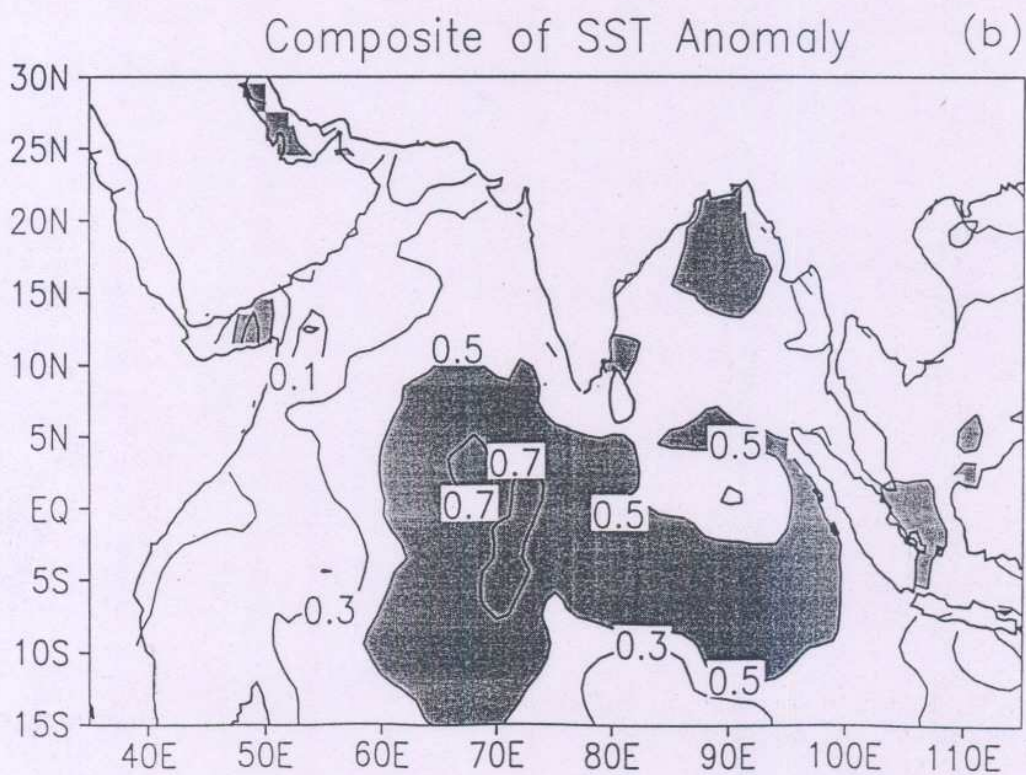 Composite of SST Anomaly (b)
30N
25N
20N
15N
10N
5N
EQ
5S
10S
15S
0.5
0.1
0.7
0.5
0.7
0.5
0.3
0.3
0.5
40E 50E 60E 70E 80E 90E 100E 110E